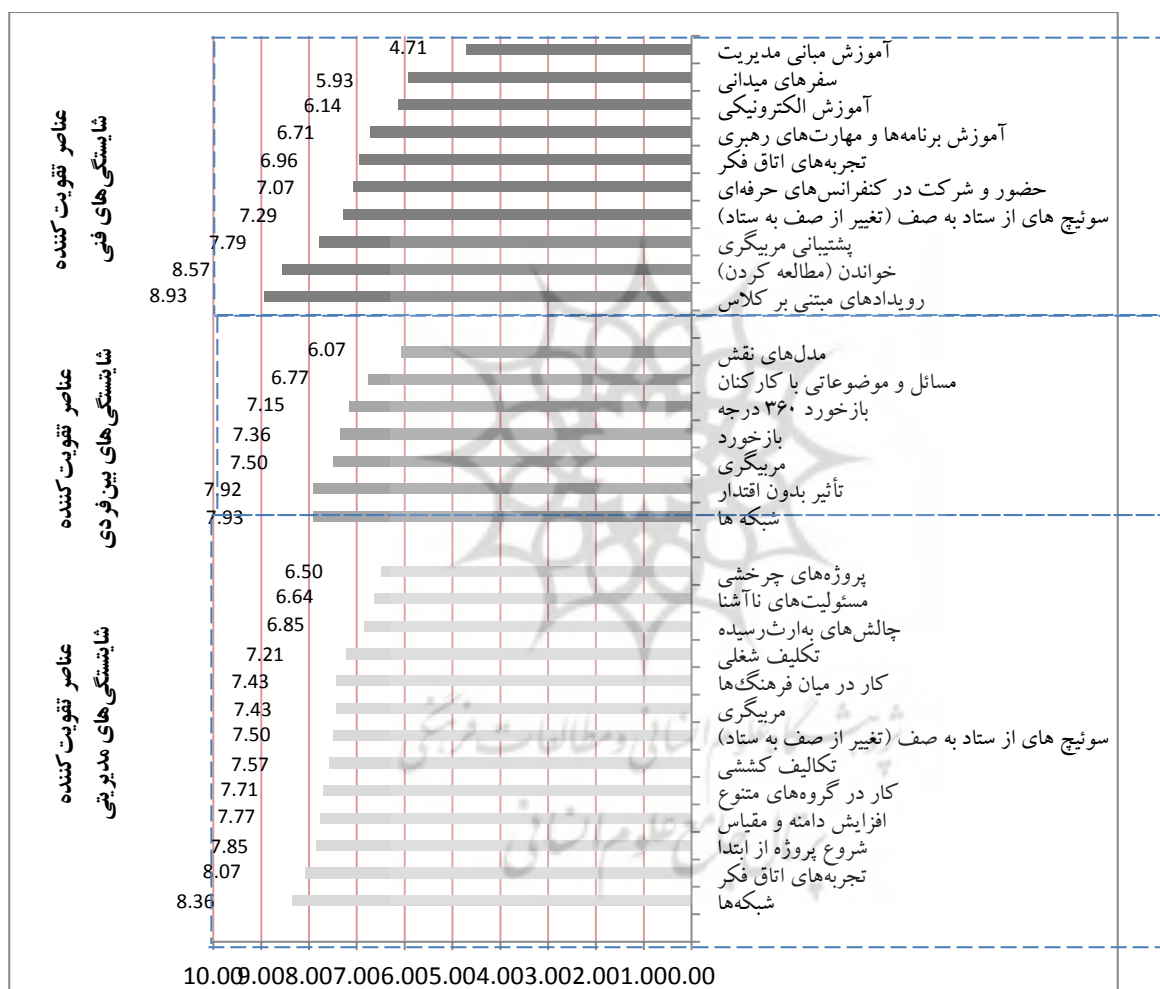 عناصر تقویت کننده
شایستگی‌های فنی
آموزش مبانی مدیریت 4.71
سفرهای میدانی 5.93
آموزش الکترونیکی 6.14
آموزش برنامه‌ها و مهارت‌های رهبری 6.71
تجربه‌های اتاق فکر 6.96
حضور و شرکت در کنفرانس‌های حرفه‌ای 7.07
سوئیچ های از ستاد به صف (تغییر از صف به ستاد) 7.29
پشتیبانی مربیگری 7.79
خواندن (مطالعه کردن) 8.57
رویدادهای مبتنی بر کلاس 8.93
عناصر تقویت کننده
شایستگی‌های بین‌فردی
مدل‌های نقش 6.07
مسائل و موضوعاتی با کارکنان 6.77
بازخورد ۳۶۰ درجه 7.15
بازخورد 7.36
مربیگری 7.50
تأثیر بدون اقتدار 7.92
شبکه ها 7.93
عناصر تقویت کننده
شایستگی‌های مدیریتی
پروژه‌های چرخشی 6.50
مسئولیت‌های ناآشنا 6.64
چالش‌های به‌ارث‌رسیده 6.85
تکلیف شغلی 7.21
کار در میان فرهنگ‌ها 7.43
مربیگری 7.43
سوئیچ های از ستاد به صف (تغییر از صف به ستاد) 7.50
تکالیف کششی 7.57
کار در گروه‌های متنوع 7.71
افزایش دامنه و مقیاس 7.77
شروع پروژه از ابتدا 7.85
تجربه‌های اتاق فکر 8.07
شبکه‌ها 8.36
پژوهشگاه علوم انسانی و مطالعات فرهنگی
پرتال جامع علوم انسانی
10.00 9.00 8.00 7.00 6.00 5.00 4.00 3.00 2.00 1.00 0.00